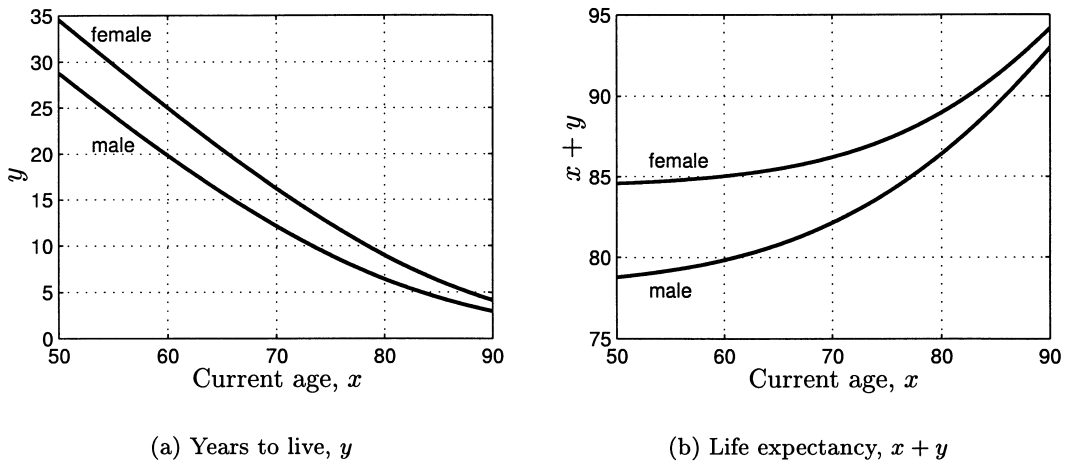 35
30
25
20
15
10
5
0
y
female
male
50 60 70 80 90
Current age, x
(a) Years to live, y
95
90
85
80
75
x + y
female
male
50 60 70 80 90
Current age, x
(b) Life expectancy, x + y